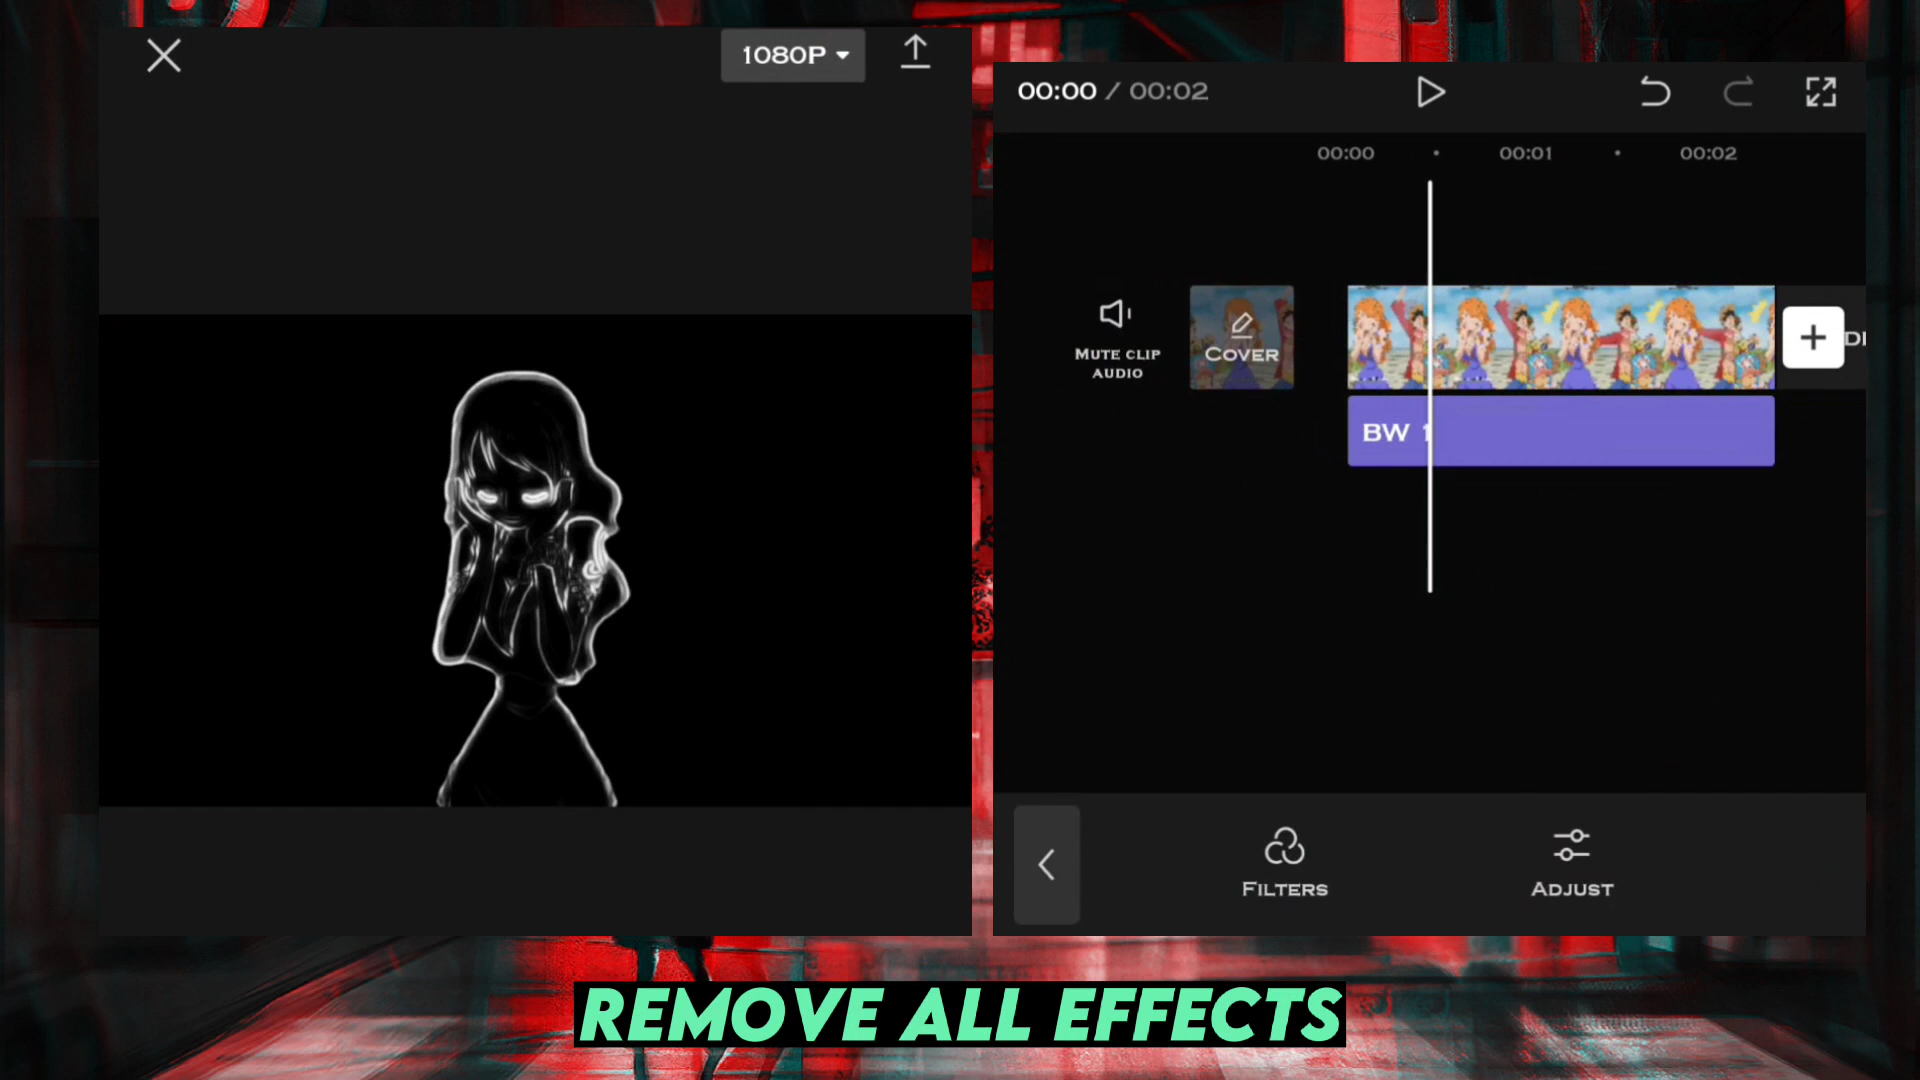 1080P
00:00 / 00:02
00:00 00:01 00:02
MUTE CLIP
AUDIO
COVER
BW 1
FILTERS
ADJUST
REMOVE ALL EFFECTS